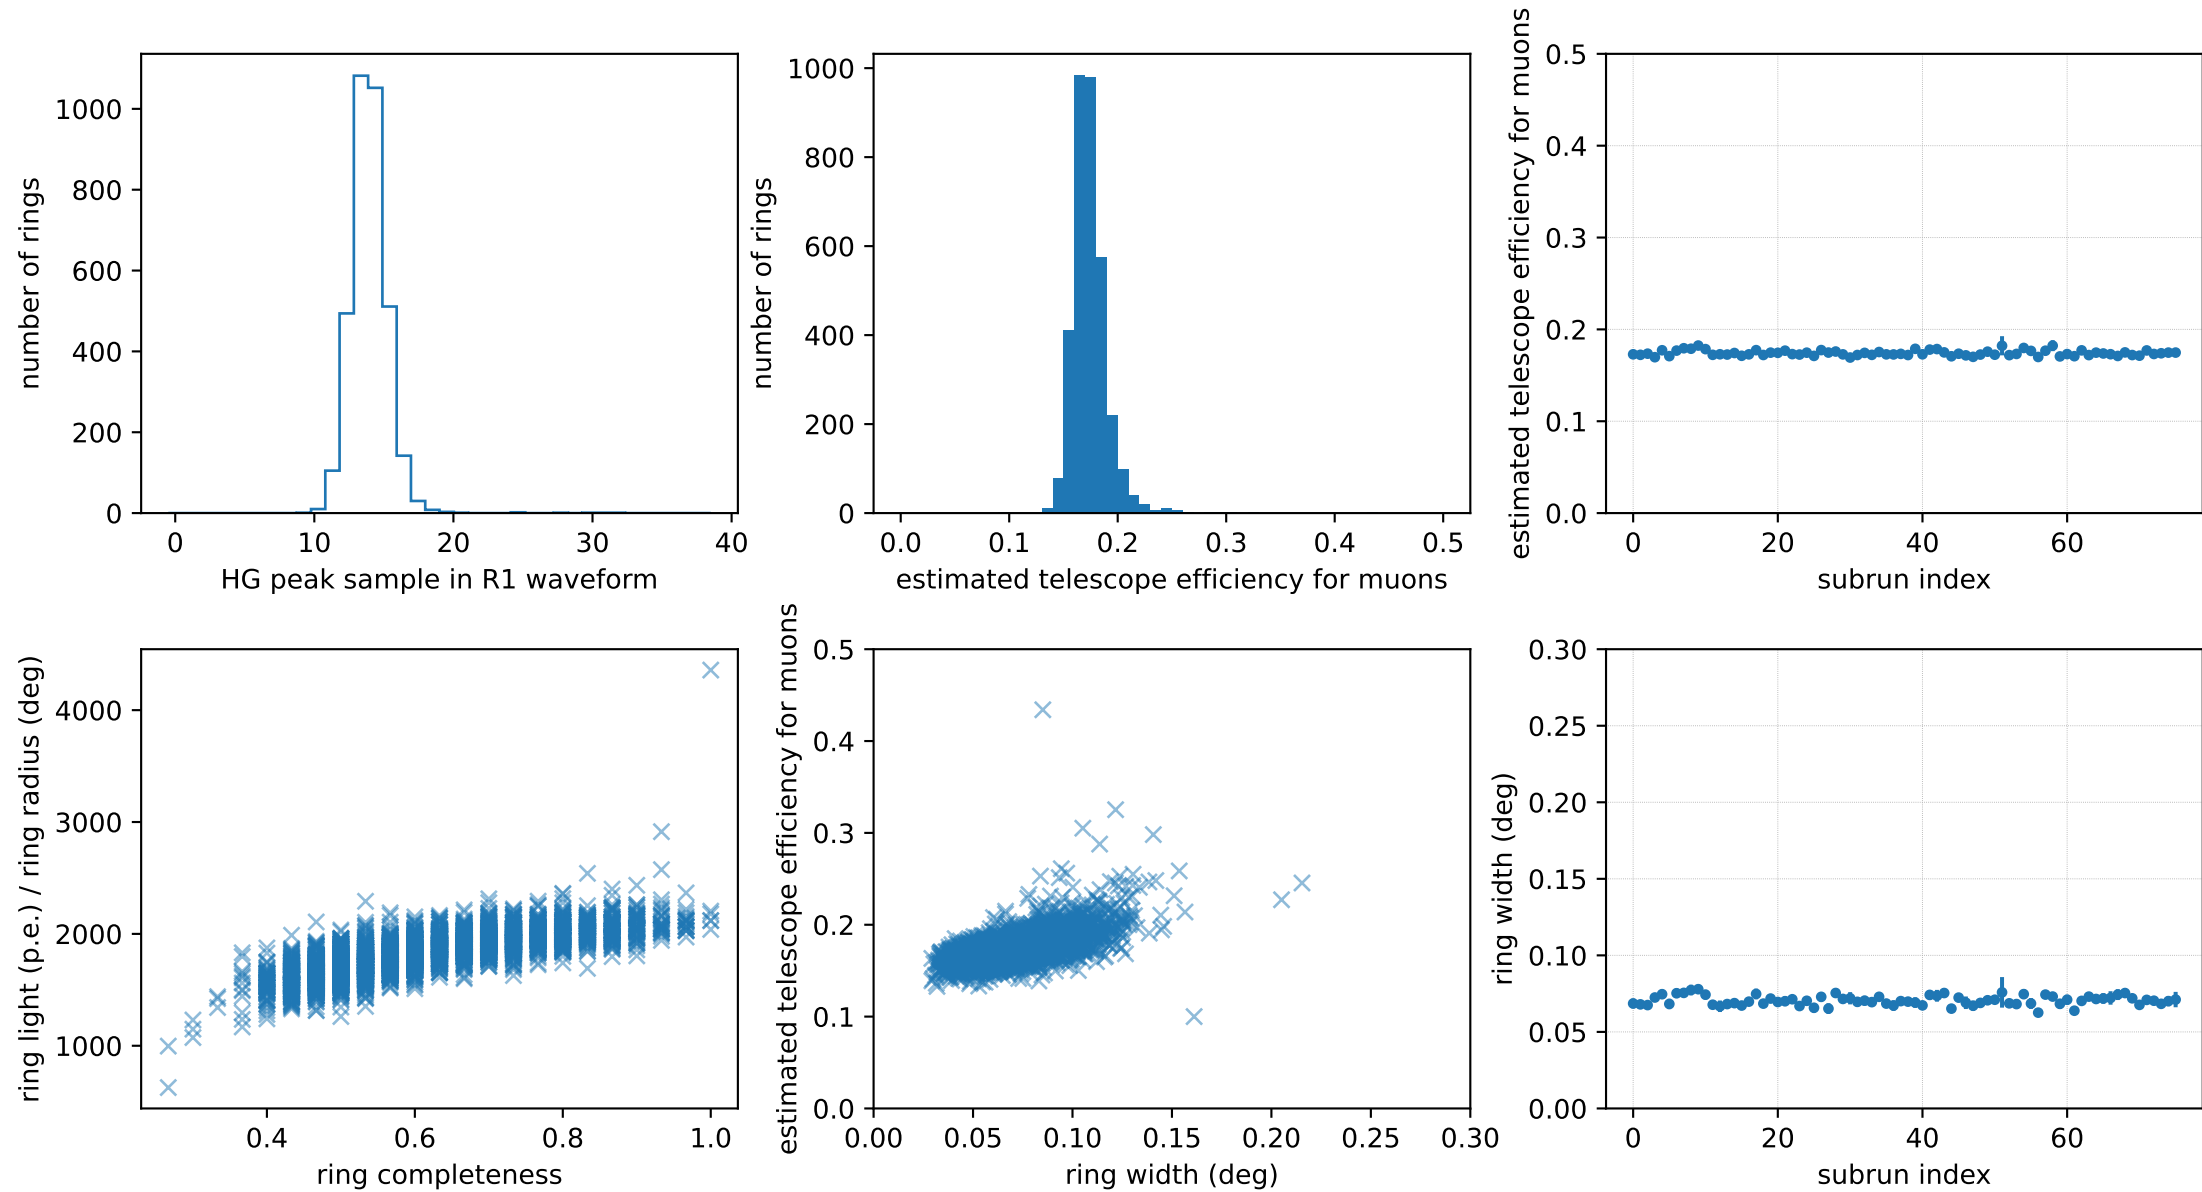 number of rings
1000
800
600
400
200
0
0 10 20 30 40
HG peak sample in R1 waveform
number of rings
1000
800
600
400
200
0
0.0 0.1 0.2 0.3 0.4 0.5
estimated telescope efficiency for muons
estimated telescope efficiency for muons
0.5
0.4
0.3
0.2
0.1
0.0
0 20 40 60
subrun index
ring light (p.e.) / ring radius (deg)
4000
3000
2000
1000
0.4 0.6 0.8 1.0
ring completeness
estimated telescope efficiency for muons
0.5
0.4
0.3
0.2
0.1
0.0
0.00 0.05 0.10 0.15 0.20 0.25 0.30
ring width (deg)
ring width (deg)
0.30
0.25
0.20
0.15
0.10
0.05
0.00
0 20 40 60
subrun index